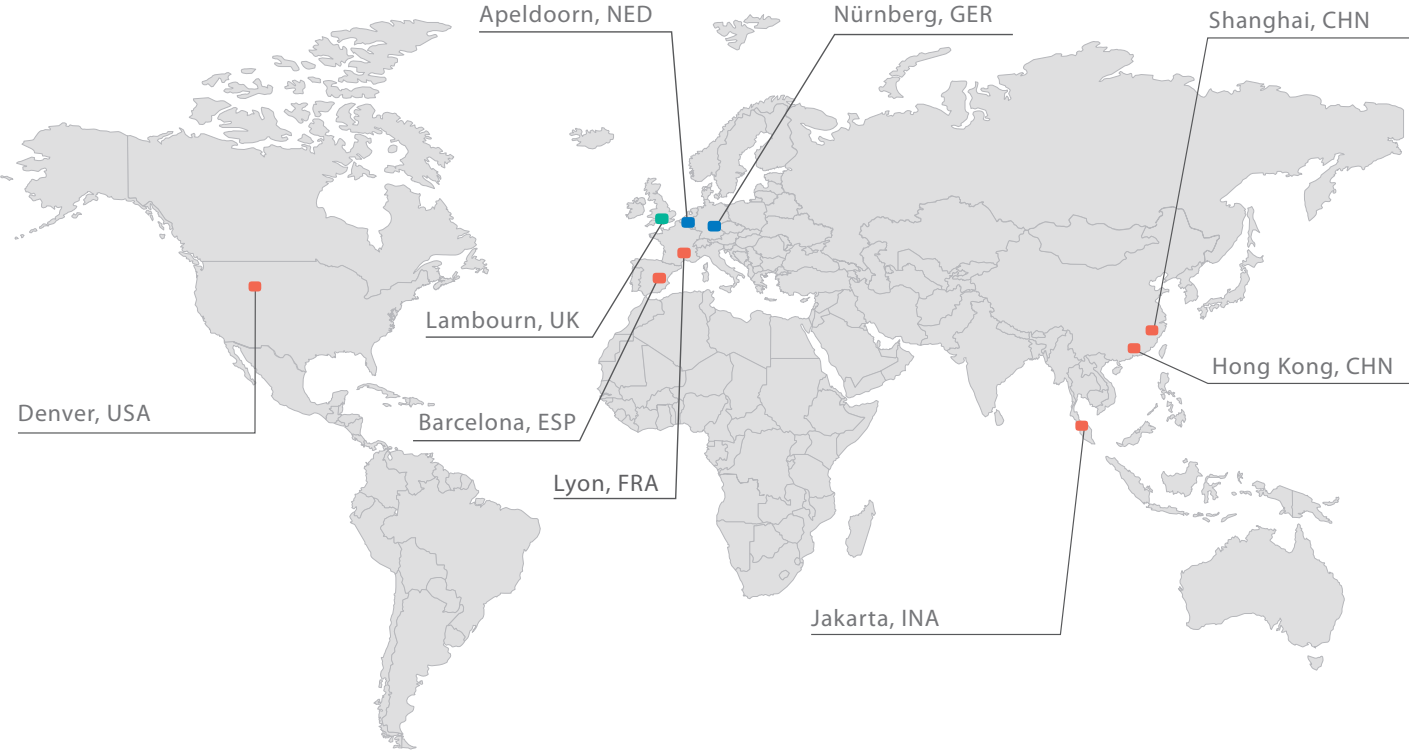 Apeldoorn, NED
Nürnberg, GER
Shanghai, CHN
Lambourn, UK
Hong Kong, CHN
Denver, USA
Barcelona, ESP
Lyon, FRA
Jakarta, INA